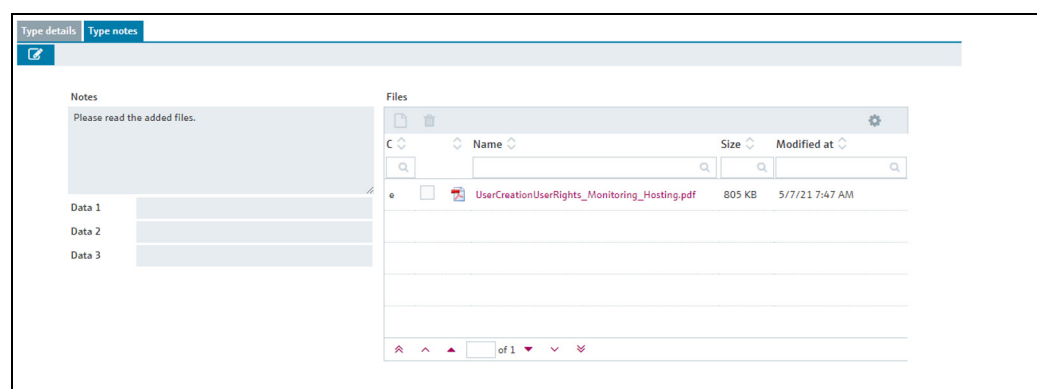 Type details Type notes
Notes
Please read the added files.
Data 1
Data 2
Data 3
Files
C Name Size Modified at
e UserCreationUserRights_Monitoring_Hosting.pdf 805 KB 5/7/21 7:47 AM
of 1